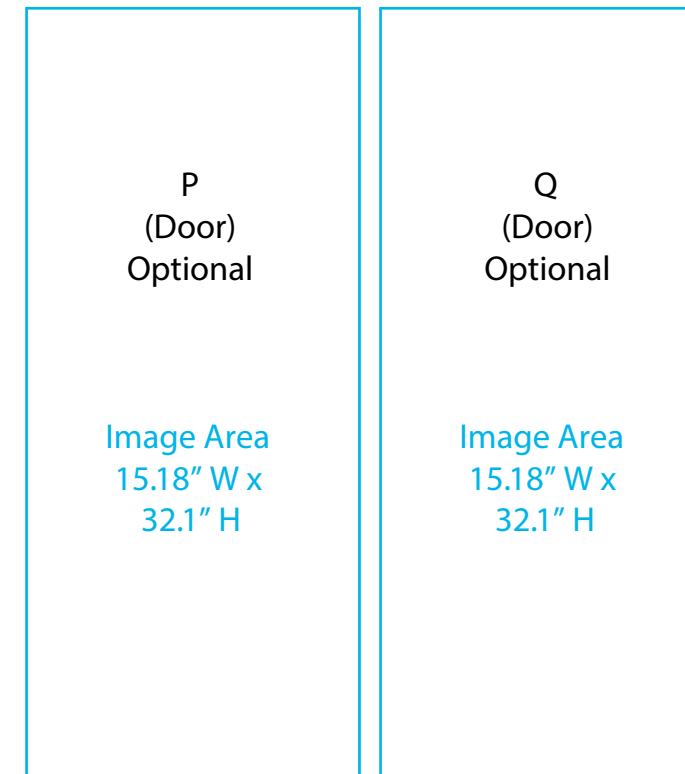 P
(Door)
Optional
Image Area
15.18” W x
32.1” H
Q
(Door)
Optional
Image Area
15.18” W x
32.1” H